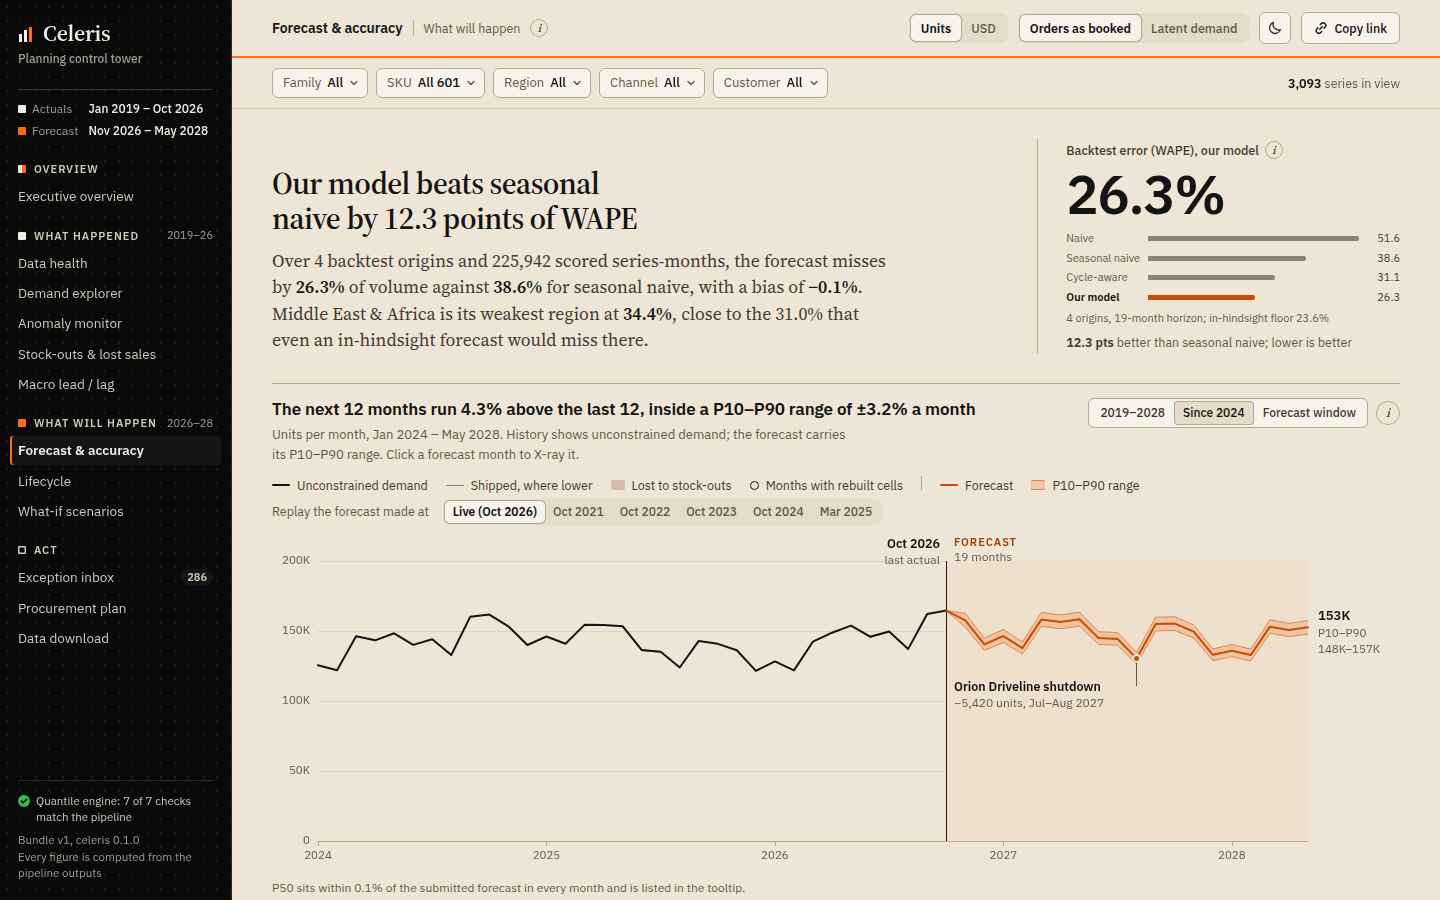 Celeris
Planning control tower
Actuals Jan 2019 – Oct 2026
Forecast Nov 2026 – May 2028
OVERVIEW
Executive overview
WHAT HAPPENED 2019–26
Data health
Demand explorer
Anomaly monitor
Stock-outs & lost sales
Macro lead / lag
WHAT WILL HAPPEN 2026–28
Forecast & accuracy
Lifecycle
What-if scenarios
ACT
Exception inbox 286
Procurement plan
Data download
Quantile engine: 7 of 7 checks
match the pipeline
Bundle v1, celeris 0.1.0
Every figure is computed from the
pipeline outputs
Forecast & accuracy What will happen i
Units USD Orders as booked Latent demand Copy link
Family All SKU All 601 Region All Channel All Customer All
3,093 series in view
Our model beats seasonal
naive by 12.3 points of WAPE
Over 4 backtest origins and 225,942 scored series-months, the forecast misses
by 26.3% of volume against 38.6% for seasonal naive, with a bias of −0.1%.
Middle East & Africa is its weakest region at 34.4%, close to the 31.0% that
even an in-hindsight forecast would miss there.
Backtest error (WAPE), our model i
26.3%
Naive 51.6
Seasonal naive 38.6
Cycle-aware 31.1
Our model 26.3
4 origins, 19-month horizon; in-hindsight floor 23.6%
12.3 pts better than seasonal naive; lower is better
The next 12 months run 4.3% above the last 12, inside a P10–P90 range of ±3.2% a month
2019–2028 Since 2024 Forecast window i
Units per month, Jan 2024 – May 2028. History shows unconstrained demand; the forecast carries
its P10–P90 range. Click a forecast month to X-ray it.
Unconstrained demand Shipped, where lower Lost to stock-outs Months with rebuilt cells Forecast P10–P90 range
Replay the forecast made at Live (Oct 2026) Oct 2021 Oct 2022 Oct 2023 Oct 2024 Mar 2025
Oct 2026
last actual
FORECAST
19 months
200K
150K
100K
50K
0
153K
P10–P90
148K–157K
Orion Driveline shutdown
−5,420 units, Jul–Aug 2027
2024 2025 2026 2027 2028
P50 sits within 0.1% of the submitted forecast in every month and is listed in the tooltip.